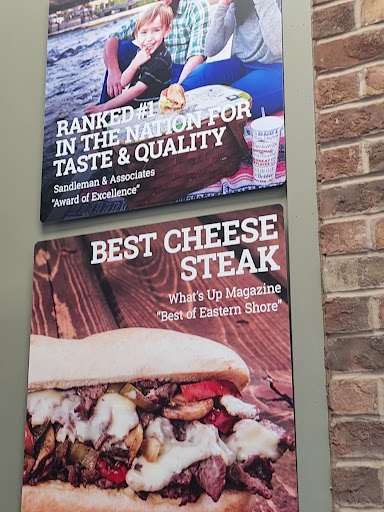 RANKED #1
IN THE NATION FOR
TASTE & QUALITY
Sandleman & Associates
"Award of Excellence"
BEST CHEESE
STEAK
What's Up Magazine
"Best of Eastern Shore"